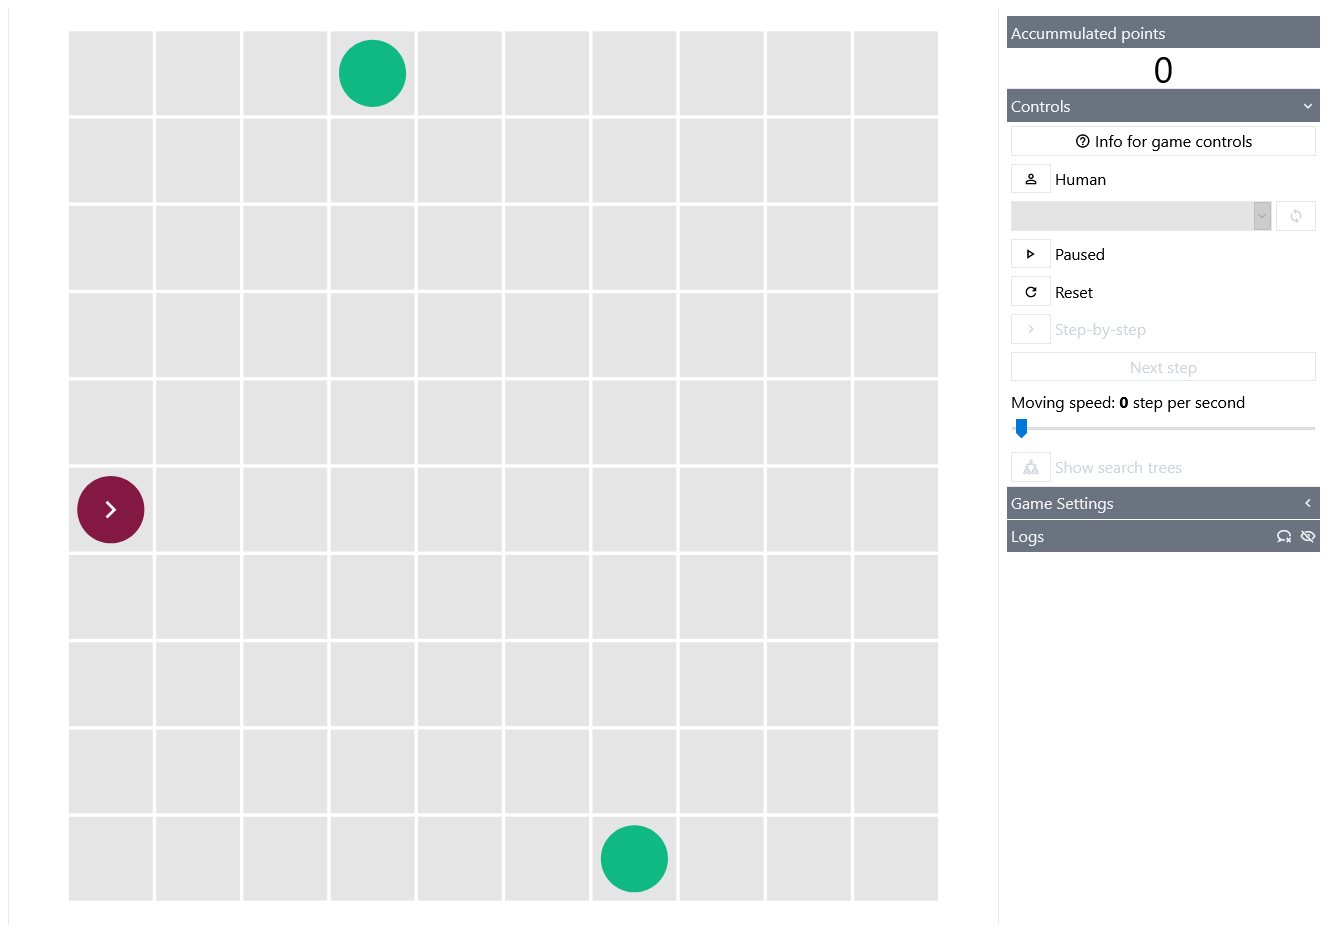 Accummulated points
0
Controls
Info for game controls
Human
Paused
Reset
Step-by-step
Next step
Moving speed: 0 step per second
Show search trees
Game Settings
Logs